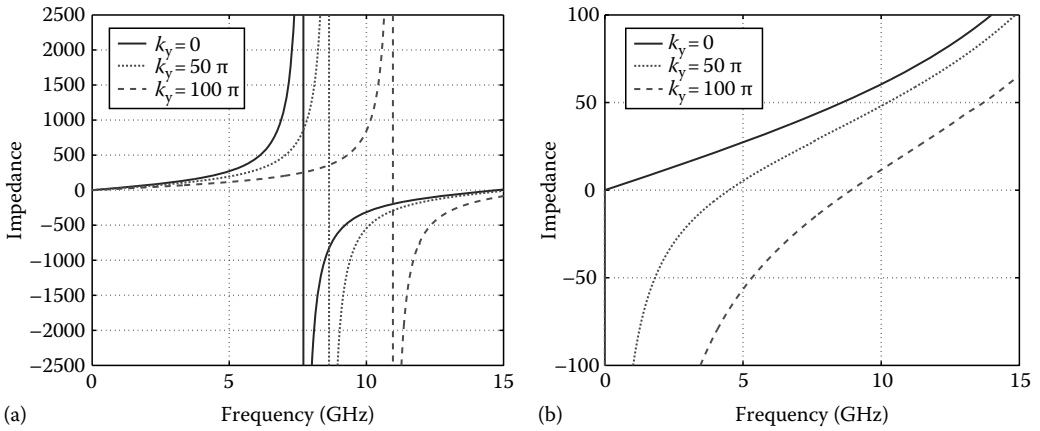 2500
2000
1500
1000
500
0
−500
−1000
−1500
−2000
−2500
Impedance
k_y = 0
k_y = 50 π
k_y = 100 π
0 5 10 15
(a) Frequency (GHz)
100
50
0
−50
−100
Impedance
k_y = 0
k_y = 50 π
k_y = 100 π
0 5 10 15
(b) Frequency (GHz)